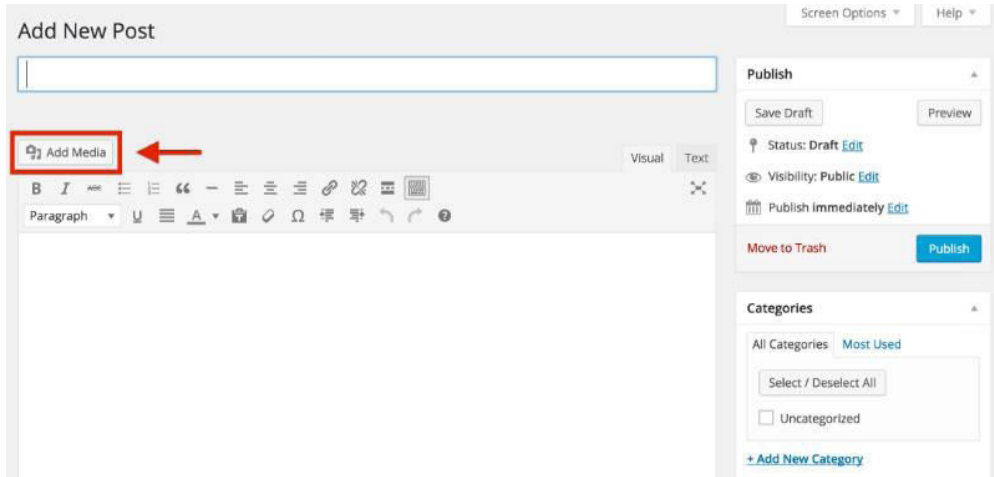 Screen Options Help
Add New Post
Publish
Save Draft Preview
Add Media
Visual Text
Status: Draft Edit
Visibility: Public Edit
B I ABC
Paragraph U A Ω
Publish immediately Edit
Move to Trash Publish
Categories
All Categories Most Used
Select / Deselect All
Uncategorized
+ Add New Category